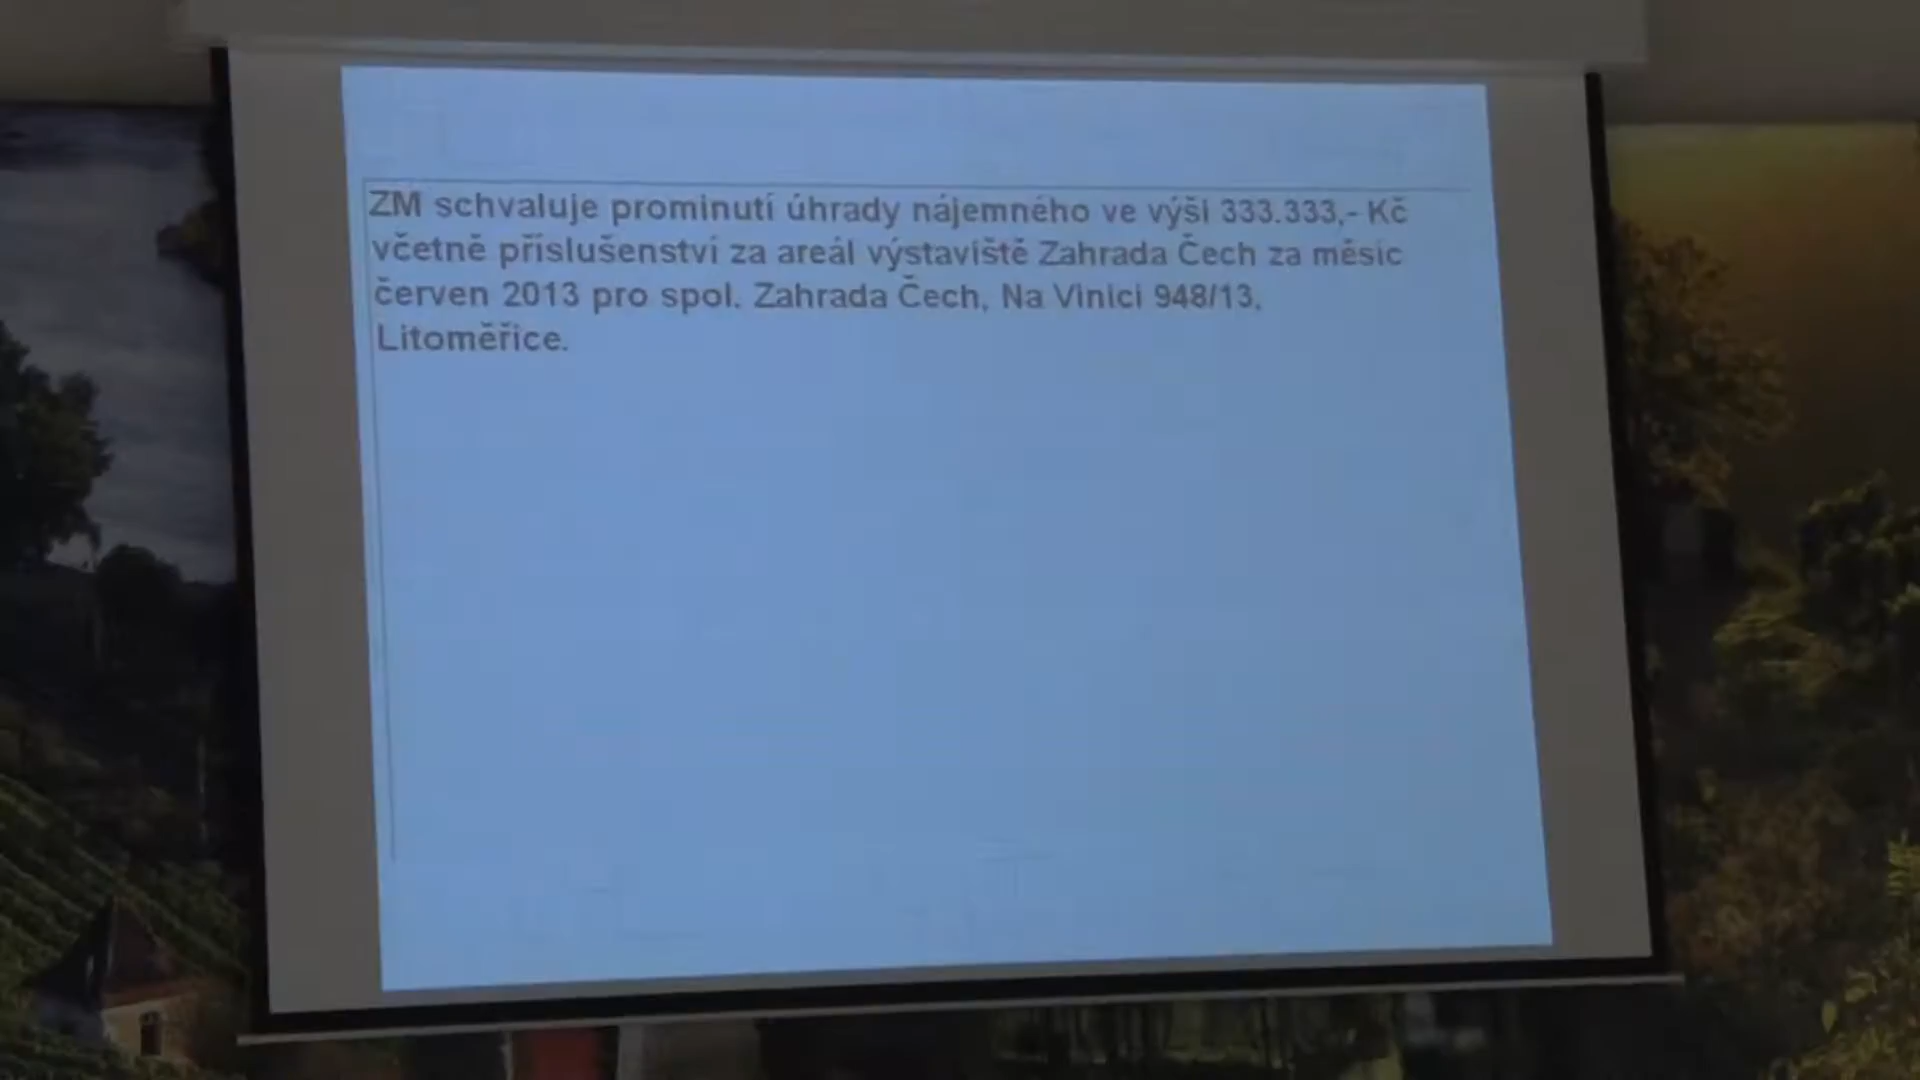 ZM schvaluje prominutí úhrady nájemného ve výši 333.333,- Kč
včetně příslušenství za areál výstaviště Zahrada Čech za měsíc
červen 2013 pro spol. Zahrada Čech, Na Vinici 948/13,
Litoměřice.